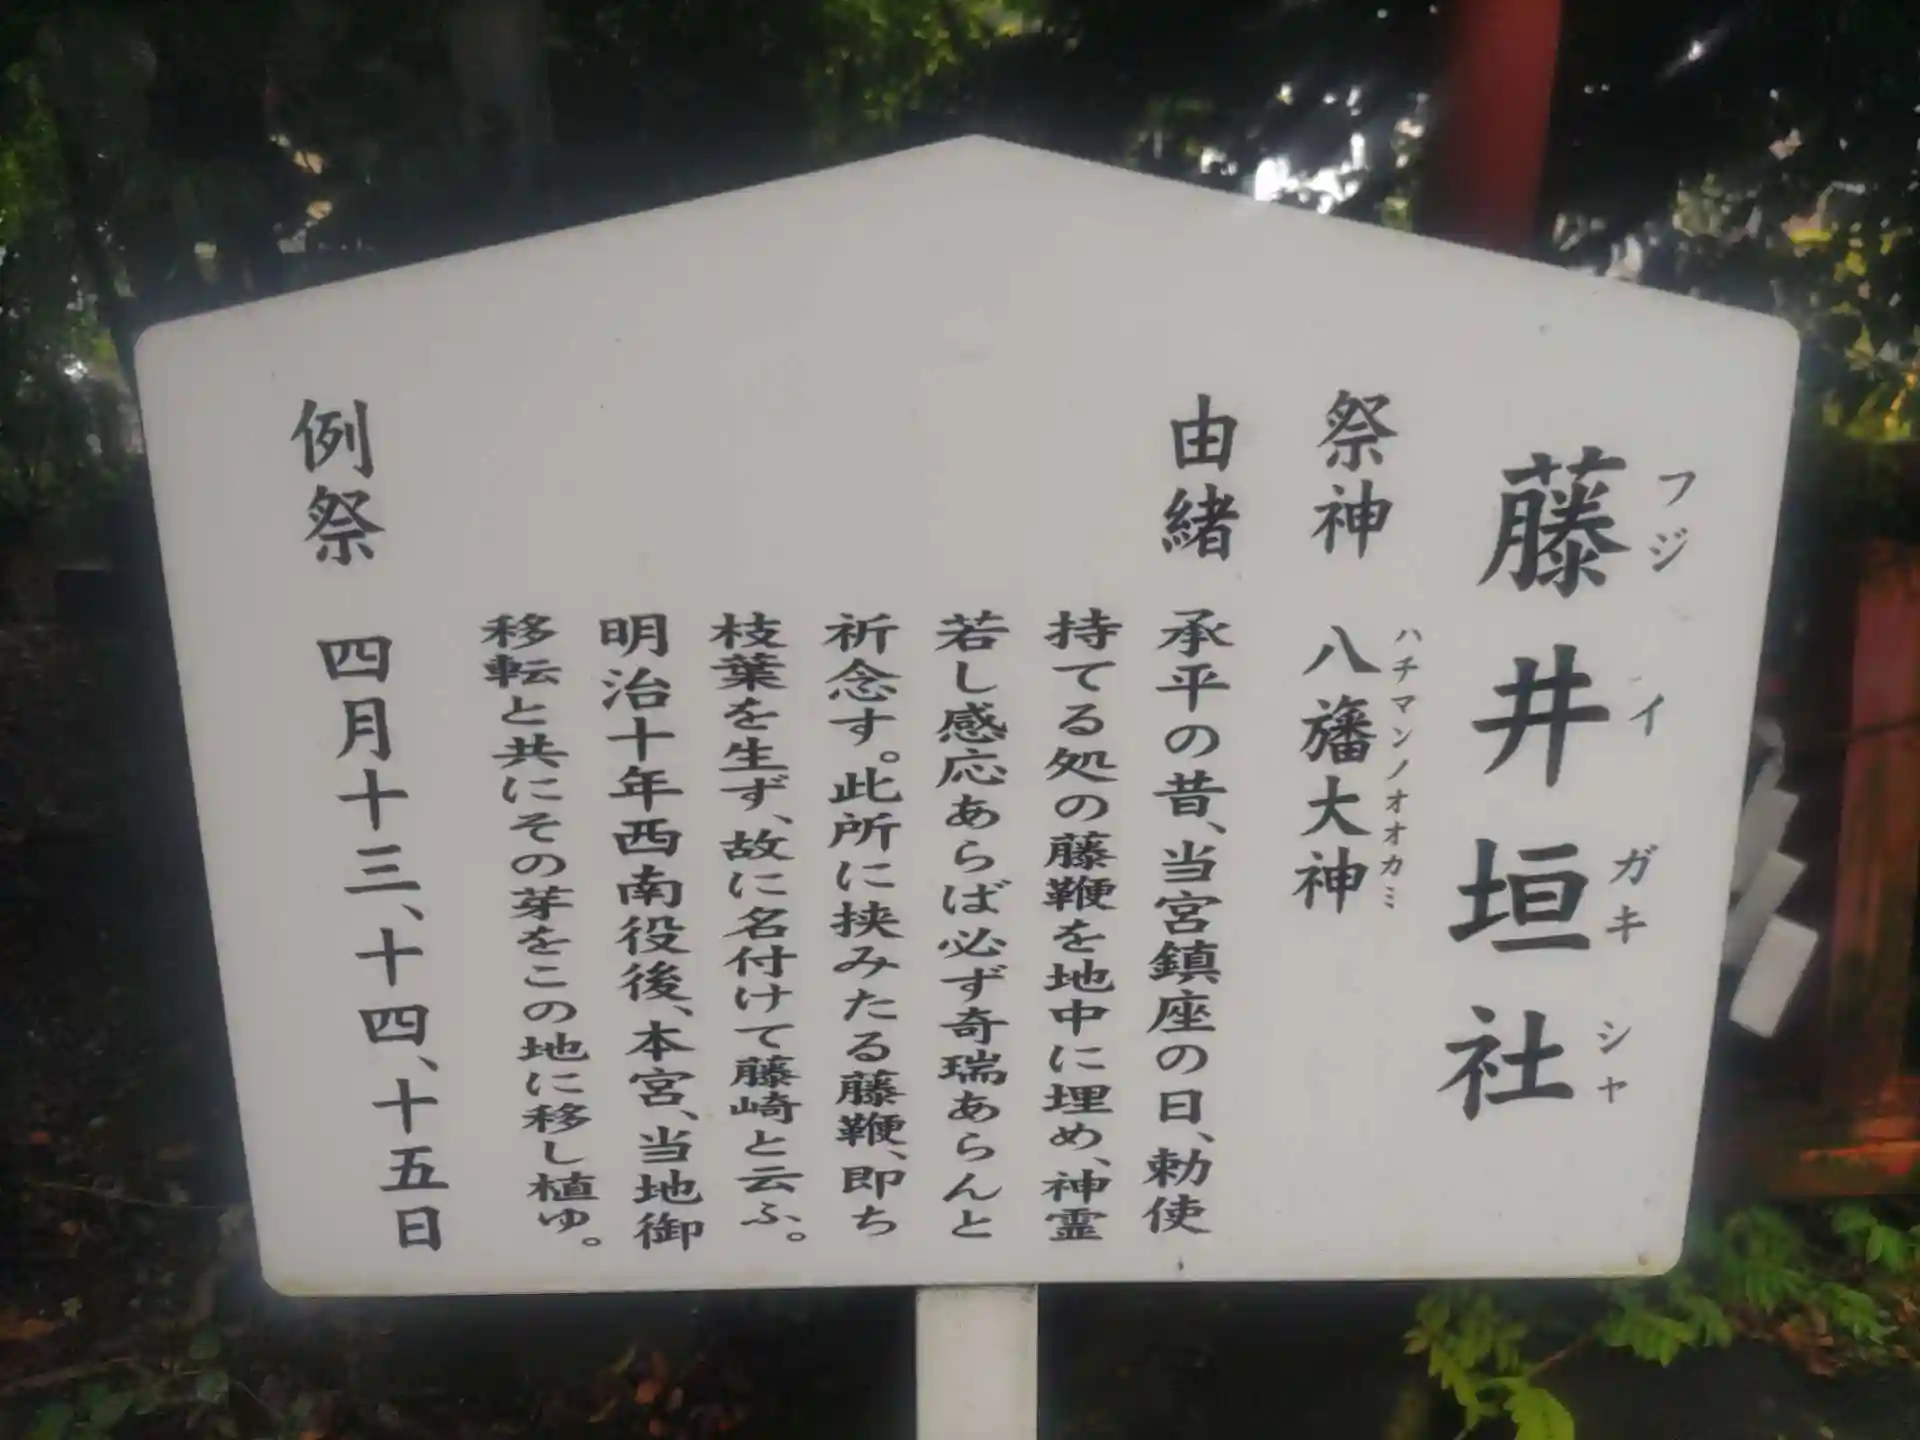 藤井垣社
フジイガキシャ
祭神 八旛大神
ハチマンノオオカミ
由緒 承平の昔、当宮鎮座の日、勅使
持てる処の藤鞭を地中に埋め、神霊
若し感応あらば必ず奇瑞あらんと
祈念す。此所に挟みたる藤鞭、即ち
枝葉を生ず、故に名付けて藤崎と云ふ。
明治十年西南役後、本宮、当地御
移転と共にその芽をこの地に移し植ゆ。
例祭 四月十三、十四、十五日